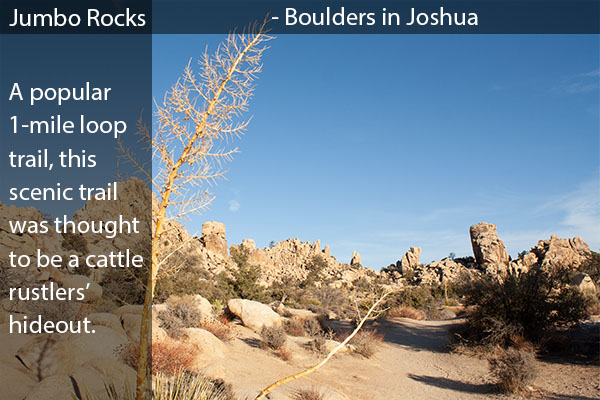 Jumbo Rocks - Boulders in Joshua
A popular
1-mile loop
trail, this
scenic trail
was thought
to be a cattle
rustlers’
hideout.